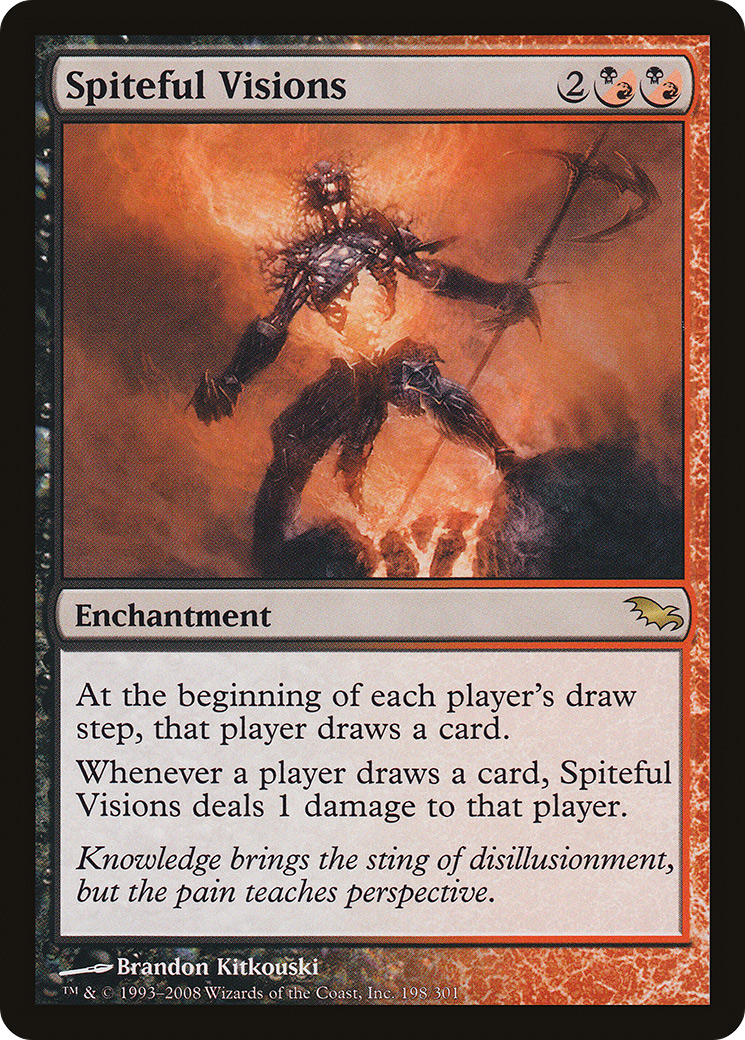 Spiteful Visions 2
Enchantment
At the beginning of each player's draw
step, that player draws a card.
Whenever a player draws a card, Spiteful
Visions deals 1 damage to that player.
Knowledge brings the sting of disillusionment,
but the pain teaches perspective.
Brandon Kitkouski
™ & © 1993–2008 Wizards of the Coast, Inc. 198/301